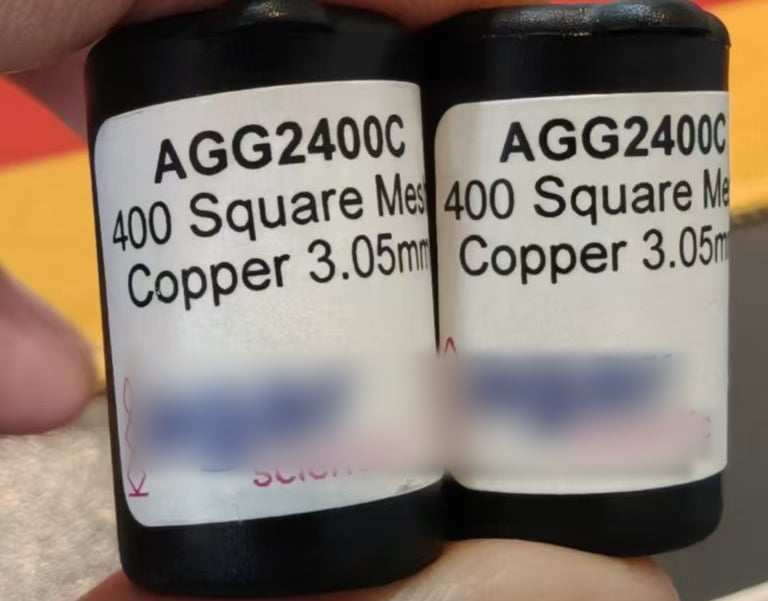 AGG2400C
400 Square Mes
Copper 3.05mm
AGG2400C
400 Square Me
Copper 3.05m